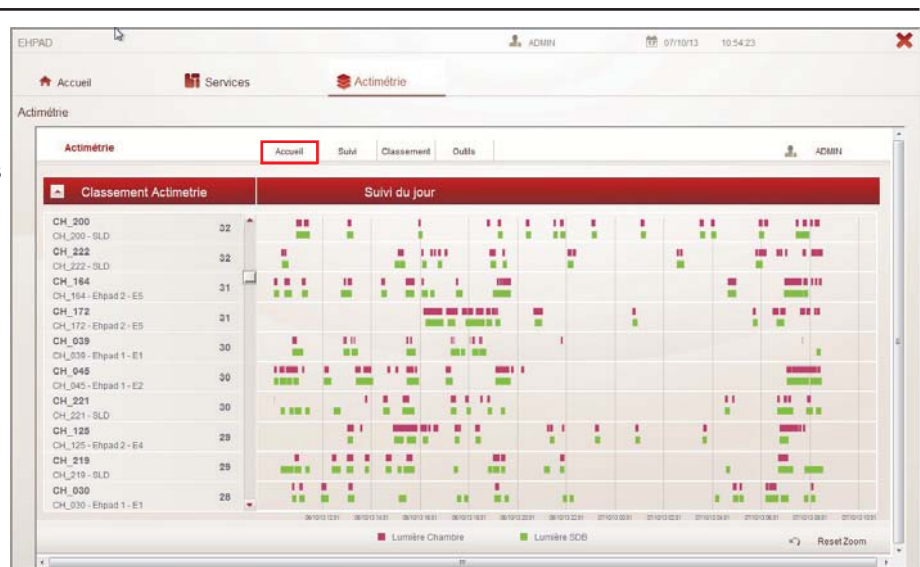 EHPAD ADMIN 07/10/13 10:54:23
Accueil Services Actimétrie
Actimétrie
Actimétrie Accueil Suivi Classement Outils ADMIN
Classement Actimetrie Suivi du jour
CH_200 32
CH_200 - SLD
CH_222 32
CH_222 - SLD
CH_164 31
CH_164 - Ehpad 2 - E5
CH_172 31
CH_172 - Ehpad 2 - E5
CH_039 30
CH_039 - Ehpad 1 - E1
CH_045 30
CH_045 - Ehpad 1 - E2
CH_221 30
CH_221 - SLD
CH_125 29
CH_125 - Ehpad 2 - E4
CH_219 29
CH_219 - SLD
CH_030 28
CH_030 - Ehpad 1 - E1
Lumière Chambre Lumière SDB
Reset Zoom